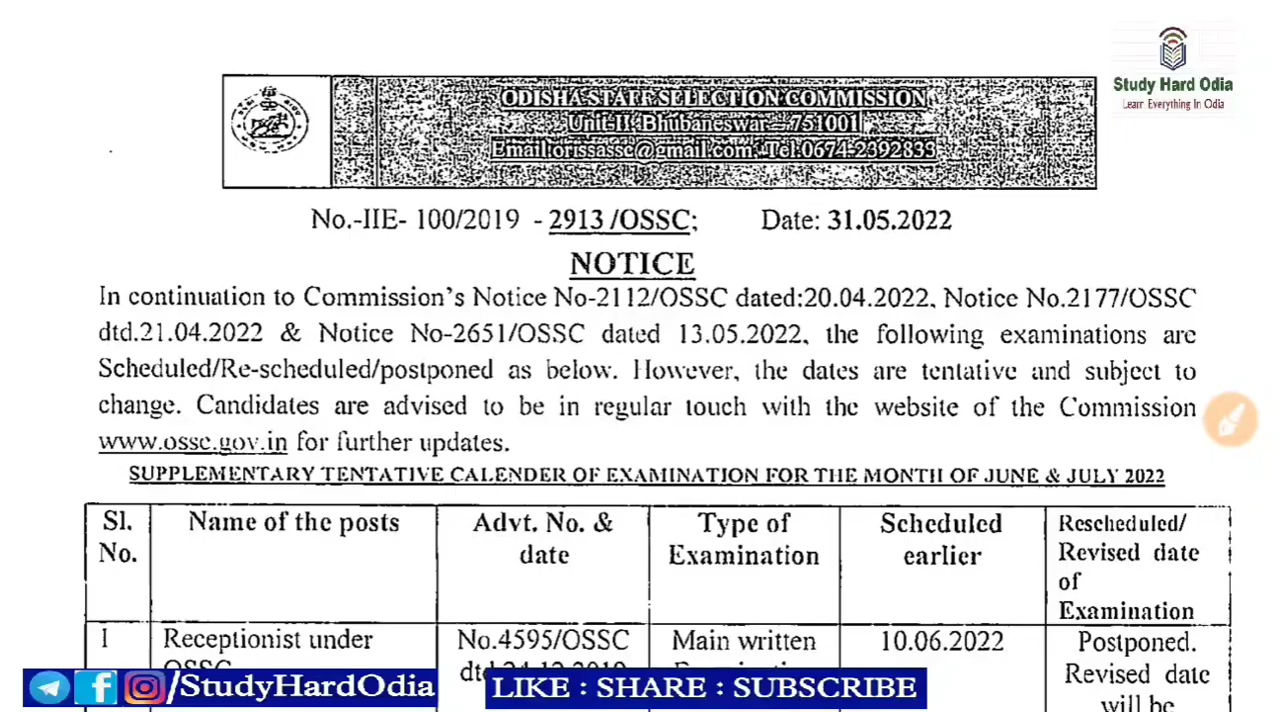 Study Hard Odia
Learn Everything In Odia
ODISHA STAFF SELECTION COMMISSION
Unit-II, Bhubaneswar – 751001
Email:orissassc@gmail.com, Tel.0674-2392833
No.-IIE- 100/2019 - 2913 /OSSC; Date: 31.05.2022
NOTICE
In continuation to Commission's Notice No-2112/OSSC dated:20.04.2022, Notice No.2177/OSSC
dtd.21.04.2022 & Notice No-2651/OSSC dated 13.05.2022, the following examinations are
Scheduled/Re-scheduled/postponed as below. However, the dates are tentative and subject to
change. Candidates are advised to be in regular touch with the website of the Commission
www.ossc.gov.in for further updates.
SUPPLEMENTARY TENTATIVE CALENDER OF EXAMINATION FOR THE MONTH OF JUNE & JULY 2022
Sl. No. Name of the posts Advt. No. & date Type of Examination Scheduled earlier Rescheduled/ Revised date of Examination
1 Receptionist under No.4595/OSSC Main written 10.06.2022 Postponed.
Revised date
will be
/StudyHardOdia
LIKE : SHARE : SUBSCRIBE